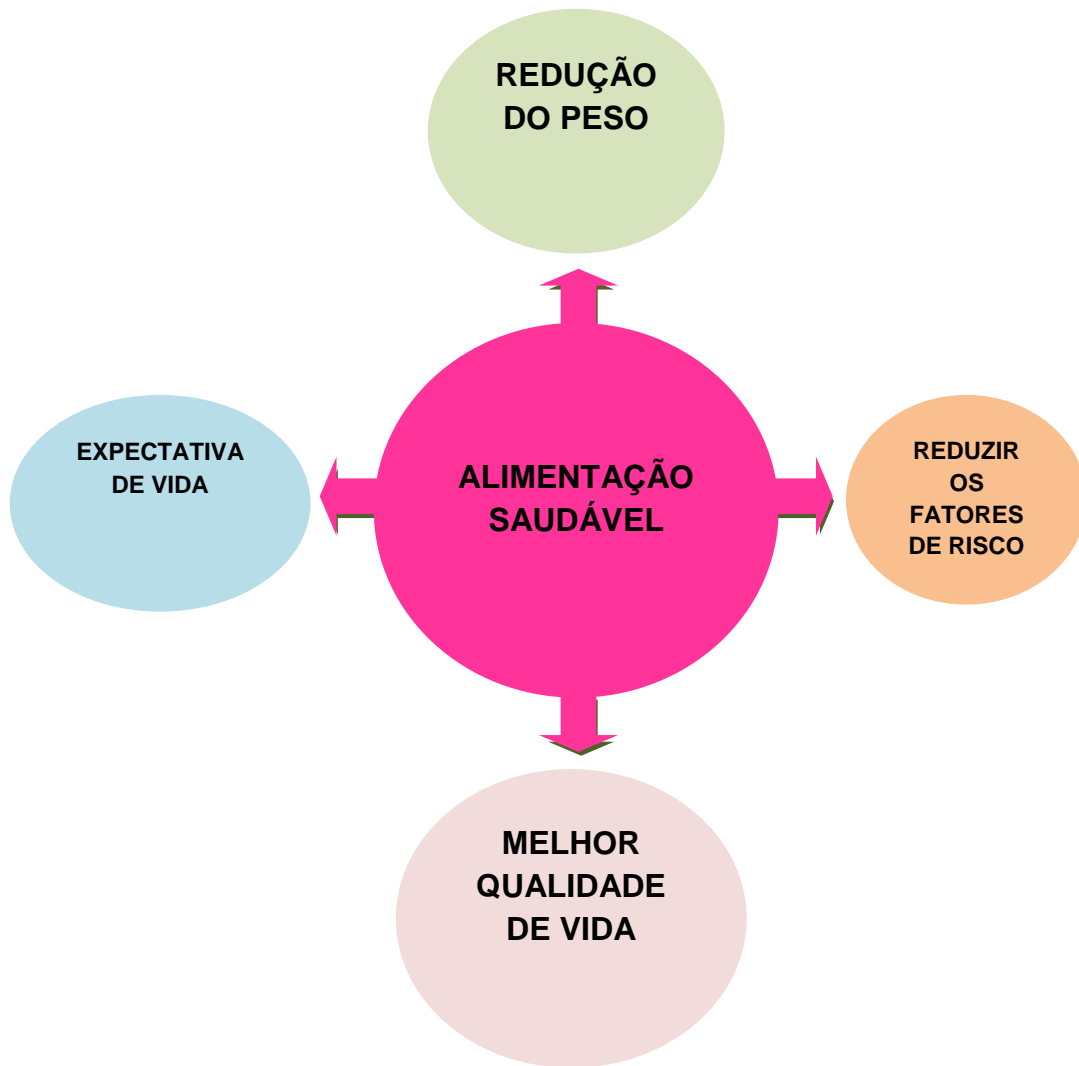 REDUÇÃO
DO PESO
EXPECTATIVA
DE VIDA
ALIMENTAÇÃO
SAUDÁVEL
REDUZIR
OS
FATORES
DE RISCO
MELHOR
QUALIDADE
DE VIDA